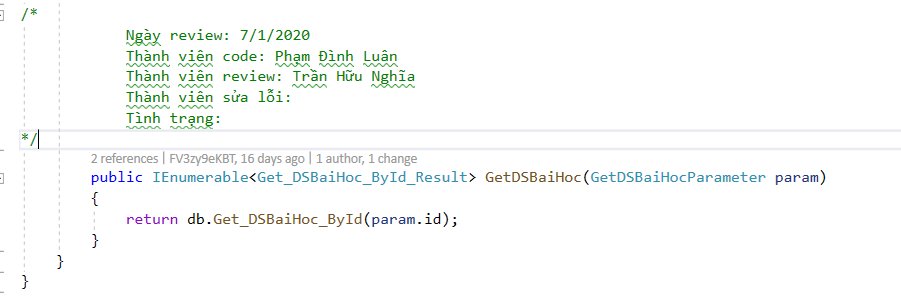 /*
Ngày review: 7/1/2020
Thành viên code: Phạm Đình Luân
Thành viên review: Trần Hữu Nghĩa
Thành viên sửa lỗi:
Tình trạng:
*/
2 references | FV3zy9eKBT, 16 days ago | 1 author, 1 change
public IEnumerable<Get_DSBaiHoc_ById_Result> GetDSBaiHoc(GetDSBaiHocParameter param)
{
return db.Get_DSBaiHoc_ById(param.id);
}
}
}